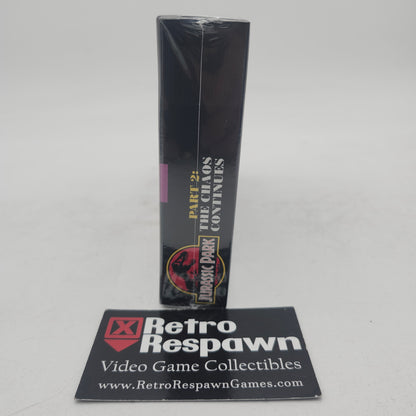 PART 2:
THE CHAOS
CONTINUES
JURASSIC PARK
Retro
Respawn
Video Game Collectibles
www.RetroRespawnGames.com